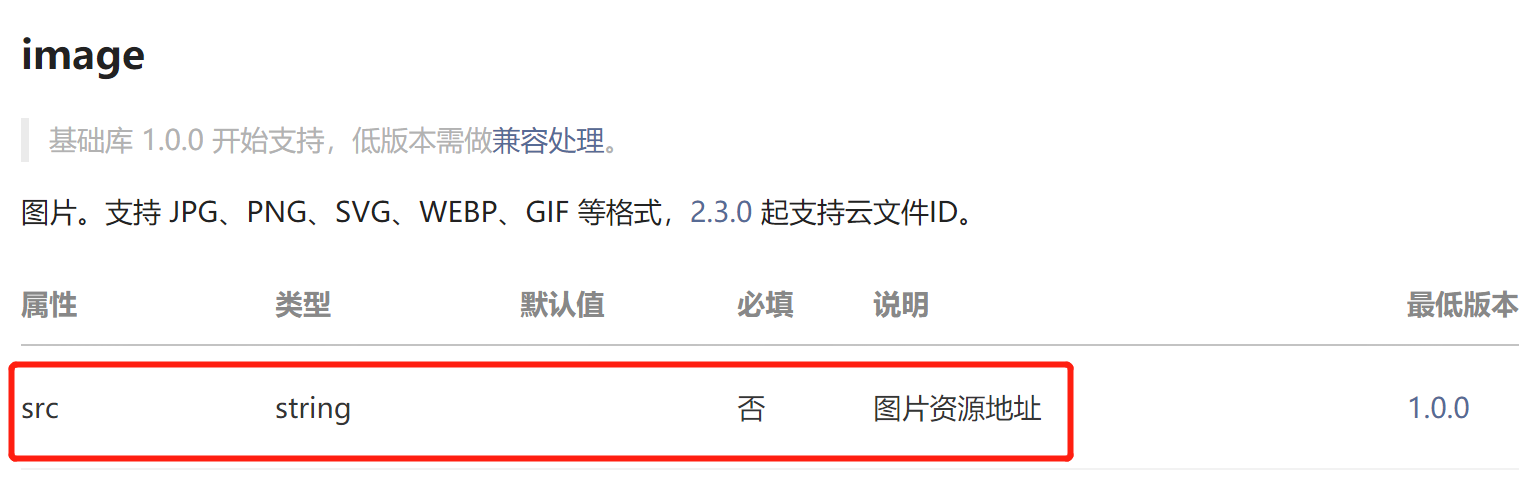 image
基础库 1.0.0 开始支持，低版本需做兼容处理。
图片。支持 JPG、PNG、SVG、WEBP、GIF 等格式，2.3.0 起支持云文件ID。
属性 类型 默认值 必填 说明 最低版本
src string 否 图片资源地址 1.0.0